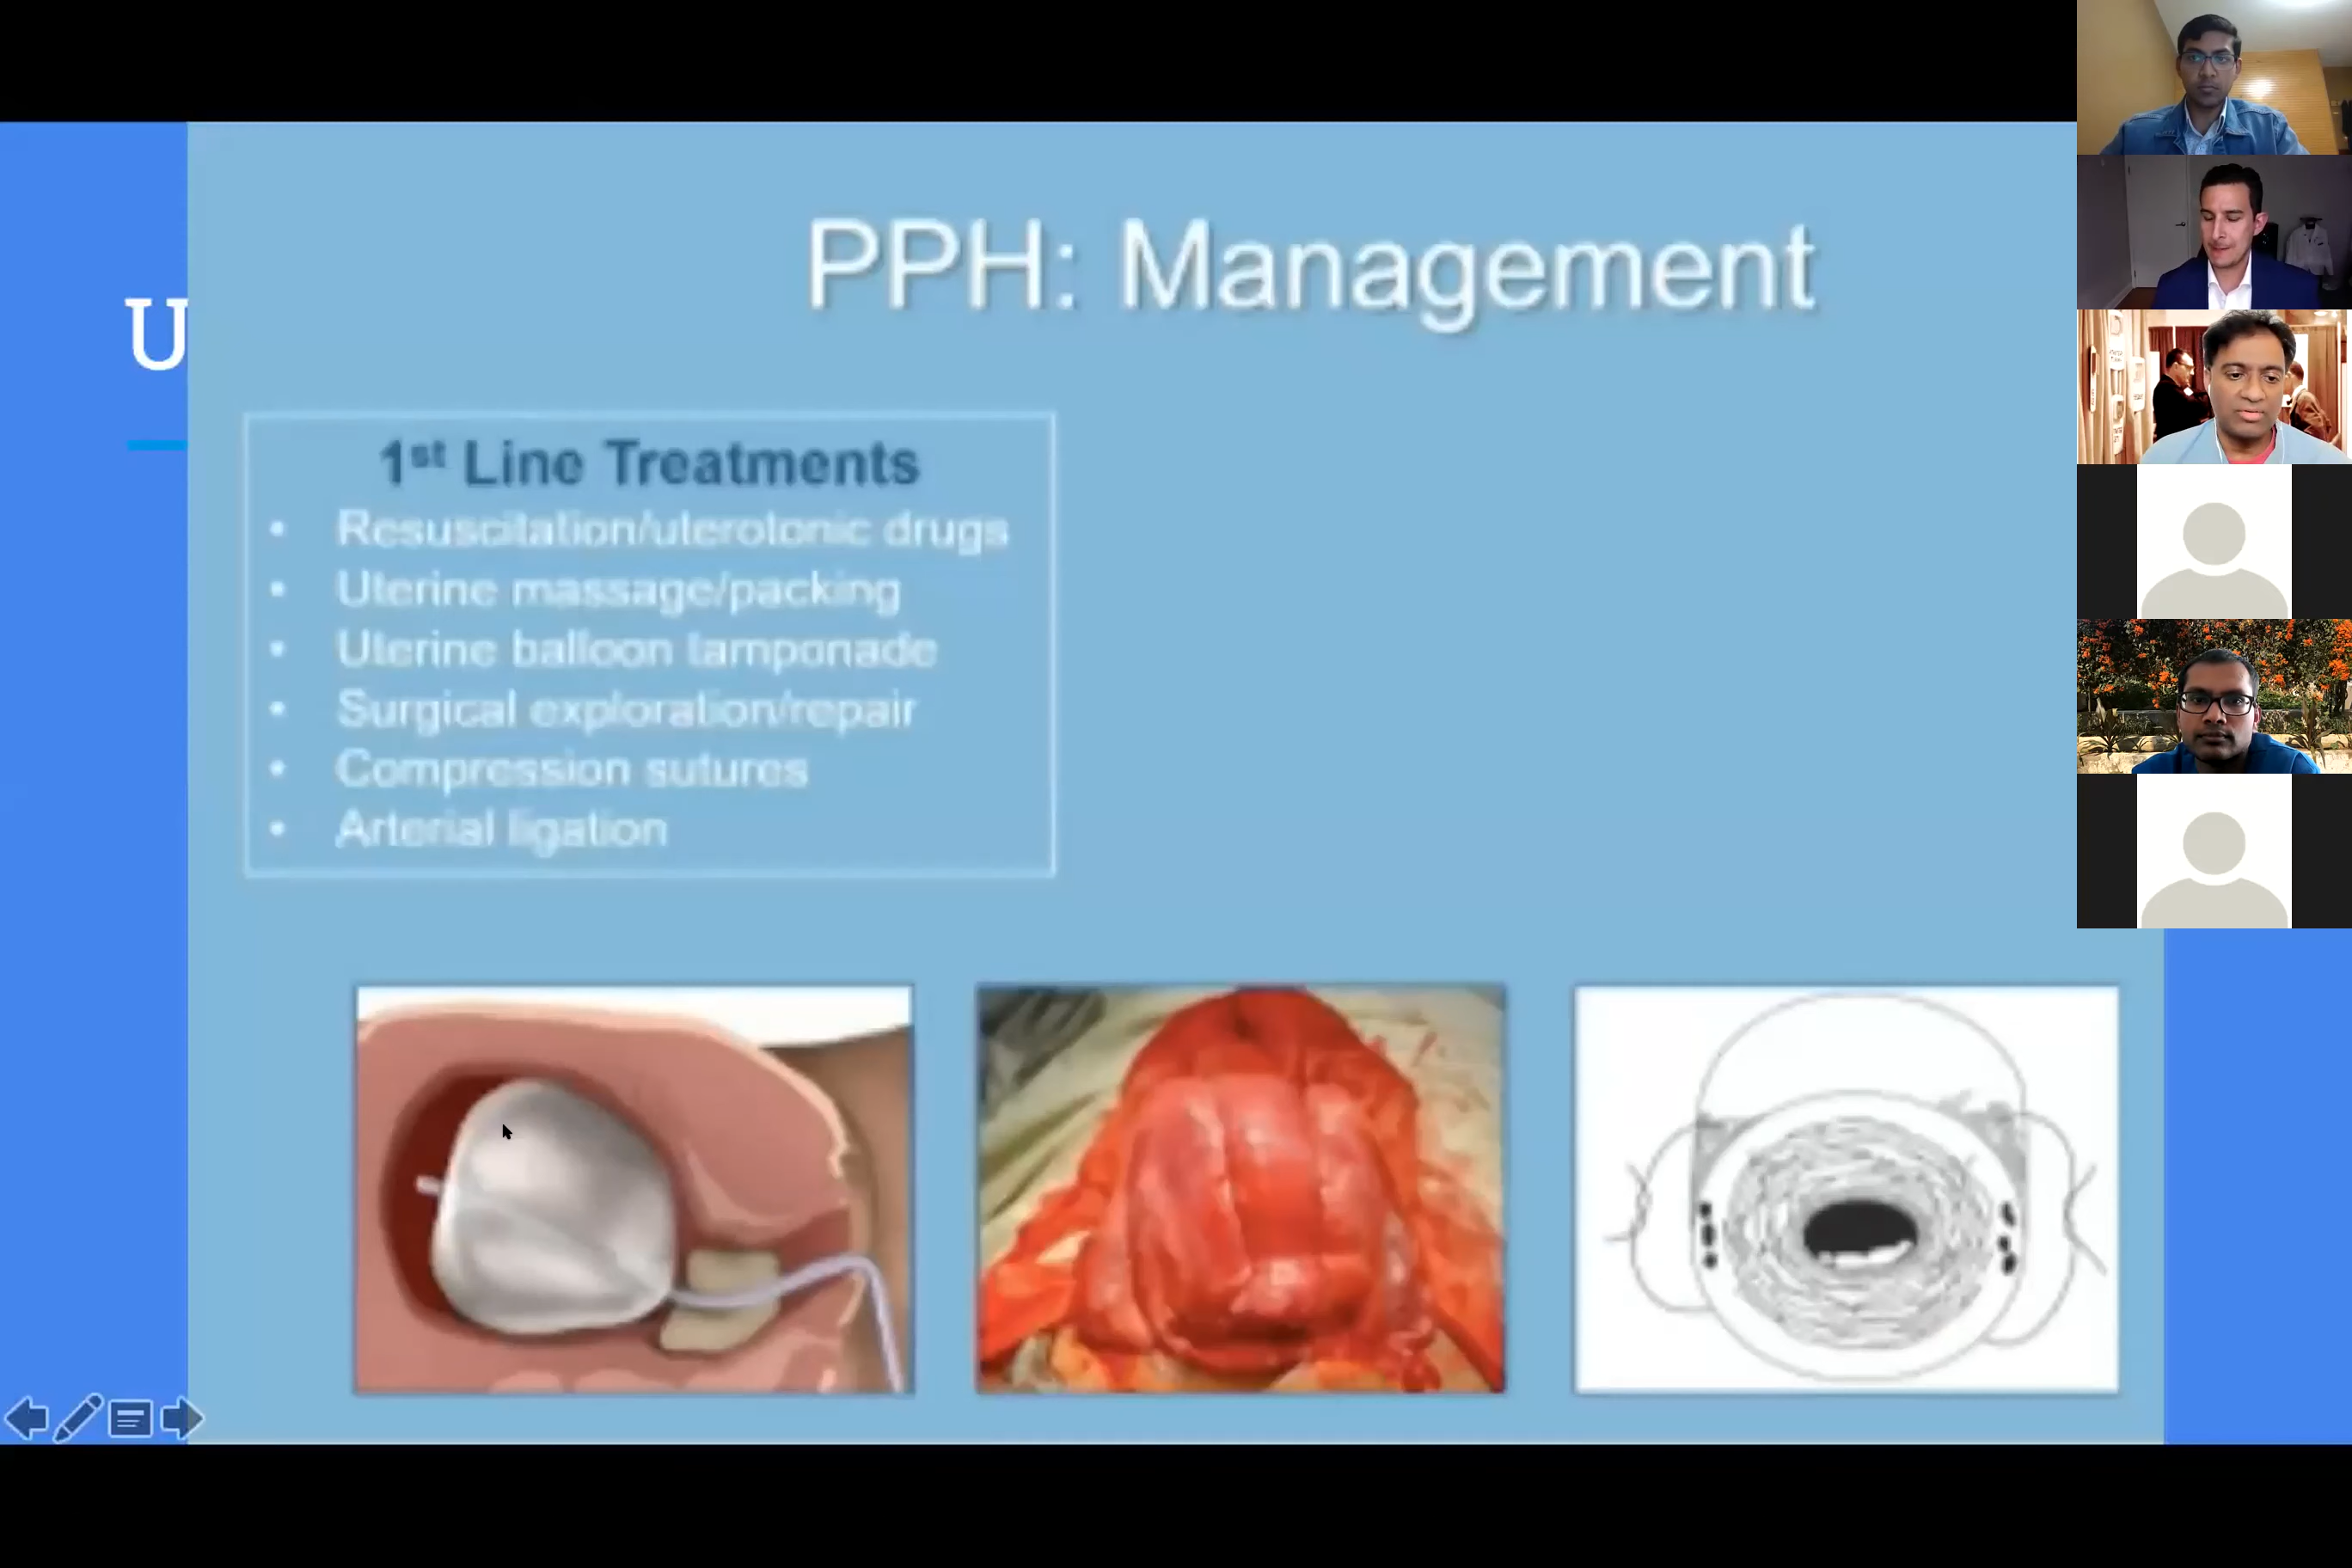 PPH: Management
U
1st Line Treatments
• Resuscitation/uterotonic drugs
• Uterine massage/packing
• Uterine balloon tamponade
• Surgical exploration/repair
• Compression sutures
• Arterial ligation